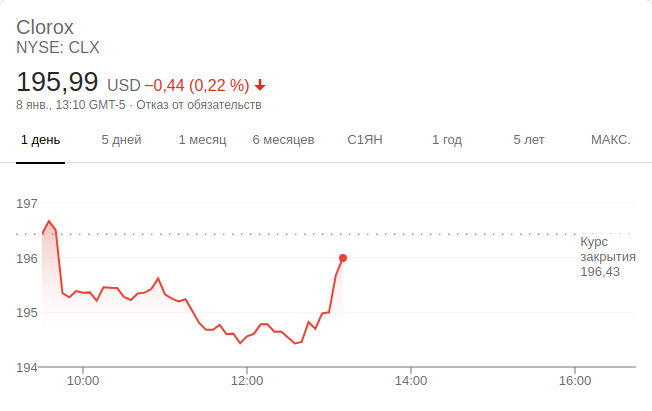 Clorox
NYSE: CLX
195,99 USD −0,44 (0,22 %)
8 янв., 13:10 GMT-5 · Отказ от обязательств
1 день 5 дней 1 месяц 6 месяцев С1ЯН 1 год 5 лет МАКС.
197
Курс
закрытия
196,43
196
195
194
10:00 12:00 14:00 16:00